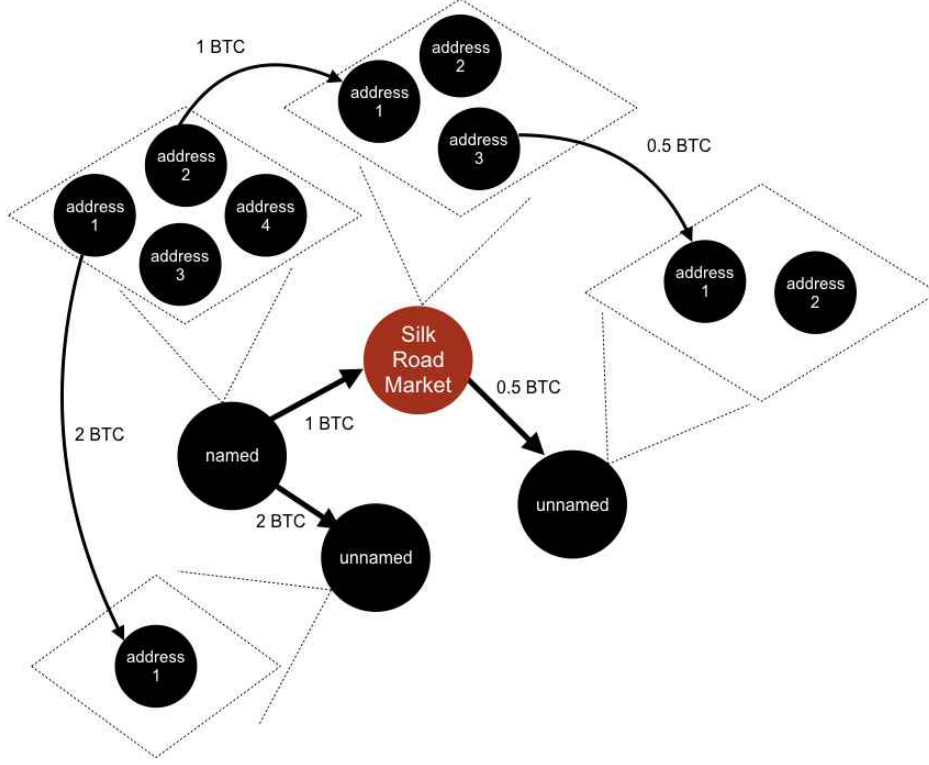 1 BTC
address
2
address
1
address
3
0.5 BTC
address
2
address
1
address
4
address
3
address
1
address
2
Silk
Road
Market
0.5 BTC
1 BTC
2 BTC
named
unnamed
2 BTC
unnamed
address
1